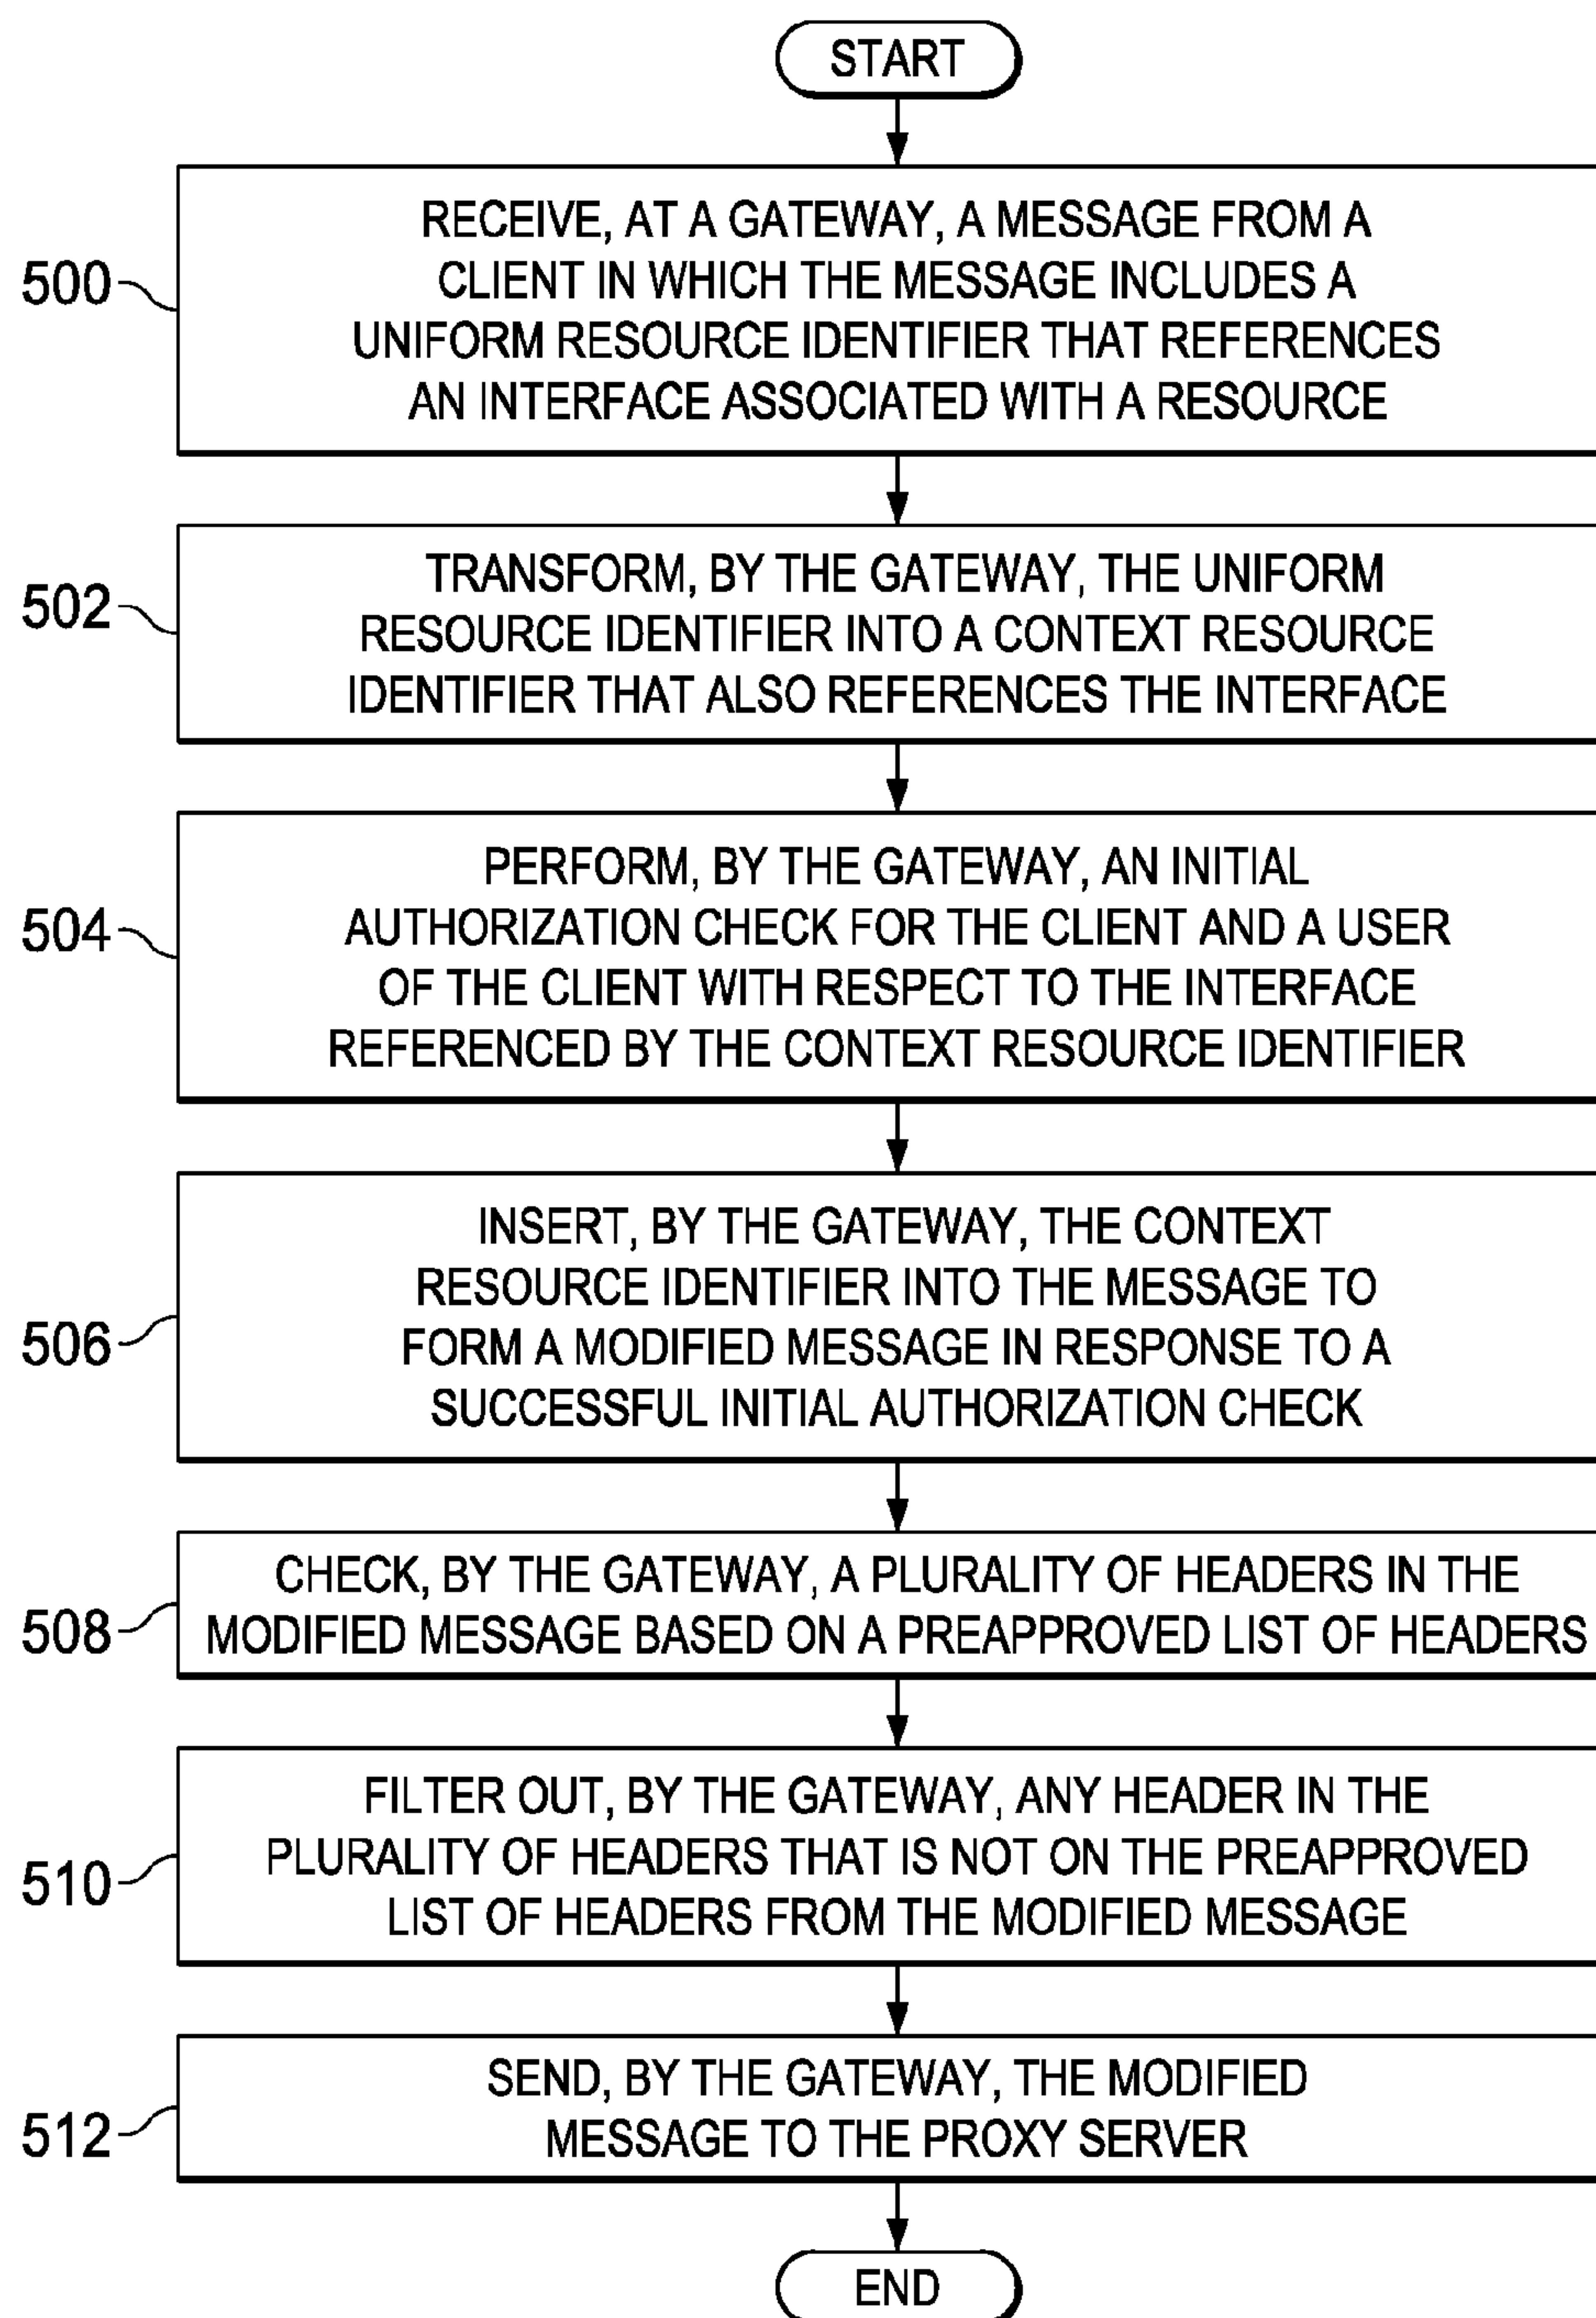 START
500
RECEIVE, AT A GATEWAY, A MESSAGE FROM A
CLIENT IN WHICH THE MESSAGE INCLUDES A
UNIFORM RESOURCE IDENTIFIER THAT REFERENCES
AN INTERFACE ASSOCIATED WITH A RESOURCE
502
TRANSFORM, BY THE GATEWAY, THE UNIFORM
RESOURCE IDENTIFIER INTO A CONTEXT RESOURCE
IDENTIFIER THAT ALSO REFERENCES THE INTERFACE
504
PERFORM, BY THE GATEWAY, AN INITIAL
AUTHORIZATION CHECK FOR THE CLIENT AND A USER
OF THE CLIENT WITH RESPECT TO THE INTERFACE
REFERENCED BY THE CONTEXT RESOURCE IDENTIFIER
506
INSERT, BY THE GATEWAY, THE CONTEXT
RESOURCE IDENTIFIER INTO THE MESSAGE TO
FORM A MODIFIED MESSAGE IN RESPONSE TO A
SUCCESSFUL INITIAL AUTHORIZATION CHECK
508
CHECK, BY THE GATEWAY, A PLURALITY OF HEADERS IN THE
MODIFIED MESSAGE BASED ON A PREAPPROVED LIST OF HEADERS
510
FILTER OUT, BY THE GATEWAY, ANY HEADER IN THE
PLURALITY OF HEADERS THAT IS NOT ON THE PREAPPROVED
LIST OF HEADERS FROM THE MODIFIED MESSAGE
512
SEND, BY THE GATEWAY, THE MODIFIED
MESSAGE TO THE PROXY SERVER
END